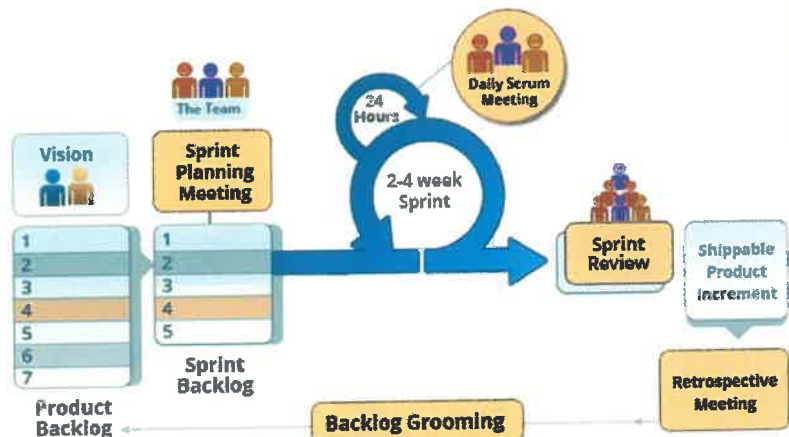 Vision
The Team
Sprint
Planning
Meeting
24
Hours
Daily Scrum
Meeting
2-4 week
Sprint
1
2
3
4
5
6
7
Product
Backlog
1
2
3
4
5
Sprint
Backlog
Sprint
Review
Shippable
Product
Increment
Retrospective
Meeting
Backlog Grooming